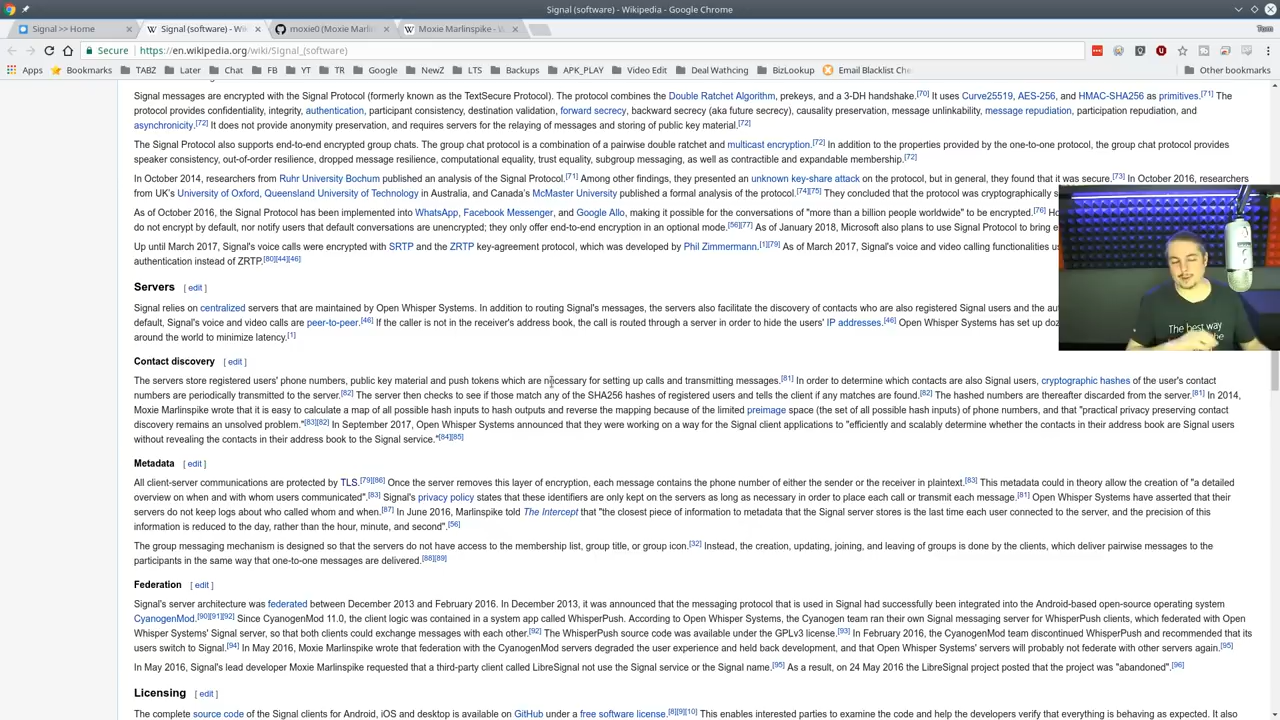 Signal (software) - Wikipedia - Google Chrome
Signal >> Home
Signal (software) - Wiki
moxie0 (Moxie Marlin
Moxie Marlinspike - W
Tom
Secure
https://en.wikipedia.org/wiki/Signal_(software)
Apps Bookmarks TABZ Later Chat FB YT TR Google NewZ LTS Backups APK_PLAY Video Edit Deal Wathcing BizLookup Email Blacklist Che Other bookmarks
Signal messages are encrypted with the Signal Protocol (formerly known as the TextSecure Protocol). The protocol combines the Double Ratchet Algorithm, prekeys, and a 3-DH handshake.[70] It uses Curve25519, AES-256, and HMAC-SHA256 as primitives.[71] The
protocol provides confidentiality, integrity, authentication, participant consistency, destination validation, forward secrecy, backward secrecy (aka future secrecy), causality preservation, message unlinkability, message repudiation, participation repudiation, and
asynchronicity.[72] It does not provide anonymity preservation, and requires servers for the relaying of messages and storing of public key material.[72]
The Signal Protocol also supports end-to-end encrypted group chats. The group chat protocol is a combination of a pairwise double ratchet and multicast encryption.[72] In addition to the properties provided by the one-to-one protocol, the group chat protocol provides
speaker consistency, out-of-order resilience, dropped message resilience, computational equality, trust equality, subgroup messaging, as well as contractible and expandable membership.[72]
In October 2014, researchers from Ruhr University Bochum published an analysis of the Signal Protocol.[71] Among other findings, they presented an unknown key-share attack on the protocol, but in general, they found that it was secure.[73] In October 2016, researchers
from UK's University of Oxford, Queensland University of Technology in Australia, and Canada's McMaster University published a formal analysis of the protocol.[74][75] They concluded that the protocol was cryptographically
As of October 2016, the Signal Protocol has been implemented into WhatsApp, Facebook Messenger, and Google Allo, making it possible for the conversations of "more than a billion people worldwide" to be encrypted.[76]
do not encrypt by default, nor notify users that default conversations are unencrypted; they only offer end-to-end encryption in an optional mode.[56][77] As of January 2018, Microsoft also plans to use Signal Protocol to bring
Up until March 2017, Signal's voice calls were encrypted with SRTP and the ZRTP key-agreement protocol, which was developed by Phil Zimmermann.[1][79] As of March 2017, Signal's voice and video calling functionalities
authentication instead of ZRTP.[80][44][46]
Servers [ edit ]
Signal relies on centralized servers that are maintained by Open Whisper Systems. In addition to routing Signal's messages, the servers also facilitate the discovery of contacts who are also registered Signal users and the
default, Signal's voice and video calls are peer-to-peer.[46] If the caller is not in the receiver's address book, the call is routed through a server in order to hide the users' IP addresses.[46] Open Whisper Systems has set up
around the world to minimize latency.[1]
Contact discovery [ edit ]
The servers store registered users' phone numbers, public key material and push tokens which are necessary for setting up calls and transmitting messages.[81] In order to determine which contacts are also Signal users, cryptographic hashes of the user's contact
numbers are periodically transmitted to the server.[82] The server then checks to see if those match any of the SHA256 hashes of registered users and tells the client if any matches are found.[82] The hashed numbers are thereafter discarded from the server.[81] In 2014,
Moxie Marlinspike wrote that it is easy to calculate a map of all possible hash inputs to hash outputs and reverse the mapping because of the limited preimage space (the set of all possible hash inputs) of phone numbers, and that "practical privacy preserving contact
discovery remains an unsolved problem."[83][82] In September 2017, Open Whisper Systems announced that they were working on a way for the Signal client applications to "efficiently and scalably determine whether the contacts in their address book are Signal users
without revealing the contacts in their address book to the Signal service."[84][85]
Metadata [ edit ]
All client-server communications are protected by TLS.[79][86] Once the server removes this layer of encryption, each message contains the phone number of either the sender or the receiver in plaintext.[83] This metadata could in theory allow the creation of "a detailed
overview on when and with whom users communicated".[83] Signal's privacy policy states that these identifiers are only kept on the servers as long as necessary in order to place each call or transmit each message.[81] Open Whisper Systems have asserted that their
servers do not keep logs about who called whom and when.[87] In June 2016, Marlinspike told The Intercept that "the closest piece of information to metadata that the Signal server stores is the last time each user connected to the server, and the precision of this
information is reduced to the day, rather than the hour, minute, and second".[56]
The group messaging mechanism is designed so that the servers do not have access to the membership list, group title, or group icon.[32] Instead, the creation, updating, joining, and leaving of groups is done by the clients, which deliver pairwise messages to the
participants in the same way that one-to-one messages are delivered.[88][89]
Federation [ edit ]
Signal's server architecture was federated between December 2013 and February 2016. In December 2013, it was announced that the messaging protocol that is used in Signal had successfully been integrated into the Android-based open-source operating system
CyanogenMod.[90][91][92] Since CyanogenMod 11.0, the client logic was contained in a system app called WhisperPush. According to Open Whisper Systems, the Cyanogen team ran their own Signal messaging server for WhisperPush clients, which federated with Open
Whisper Systems' Signal server, so that both clients could exchange messages with each other.[92] The WhisperPush source code was available under the GPLv3 license.[93] In February 2016, the CyanogenMod team discontinued WhisperPush and recommended that its
users switch to Signal.[94] In May 2016, Moxie Marlinspike wrote that federation with the CyanogenMod servers degraded the user experience and held back development, and that Open Whisper Systems' servers will probably not federate with other servers again.[95]
In May 2016, Signal's lead developer Moxie Marlinspike requested that a third-party client called LibreSignal not use the Signal service or the Signal name.[95] As a result, on 24 May 2016 the LibreSignal project posted that the project was "abandoned".[96]
Licensing [ edit ]
The complete source code of the Signal clients for Android, iOS and desktop is available on GitHub under a free software license.[8][9][10] This enables interested parties to examine the code and help the developers verify that everything is behaving as expected. It also
The best way